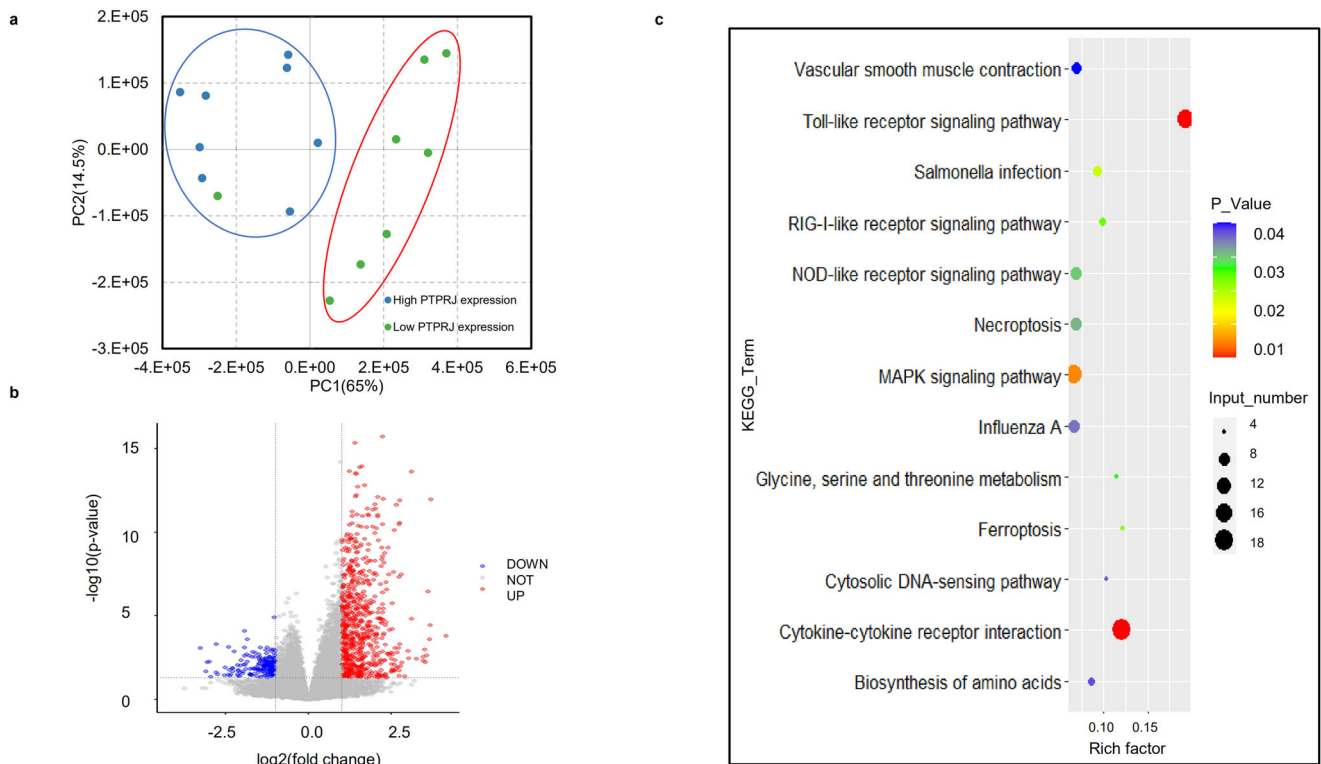 a
2.E+05
1.E+05
0.E+00
-1.E+05
-2.E+05
-3.E+05
PC2(14.5%)
High PTPRJ expression
Low PTPRJ expression
-4.E+05 -2.E+05 0.E+00 2.E+05 4.E+05 6.E+05
PC1(65%)
b
15
10
5
0
-log10(p-value)
DOWN
NOT
UP
-2.5 0.0 2.5
log2(fold change)
c
KEGG_Term
Vascular smooth muscle contraction
Toll-like receptor signaling pathway
Salmonella infection
RIG-I-like receptor signaling pathway
NOD-like receptor signaling pathway
Necroptosis
MAPK signaling pathway
Influenza A
Glycine, serine and threonine metabolism
Ferroptosis
Cytosolic DNA-sensing pathway
Cytokine-cytokine receptor interaction
Biosynthesis of amino acids
0.10 0.15
Rich factor
P_Value
0.04
0.03
0.02
0.01
Input_number
4
8
12
16
18